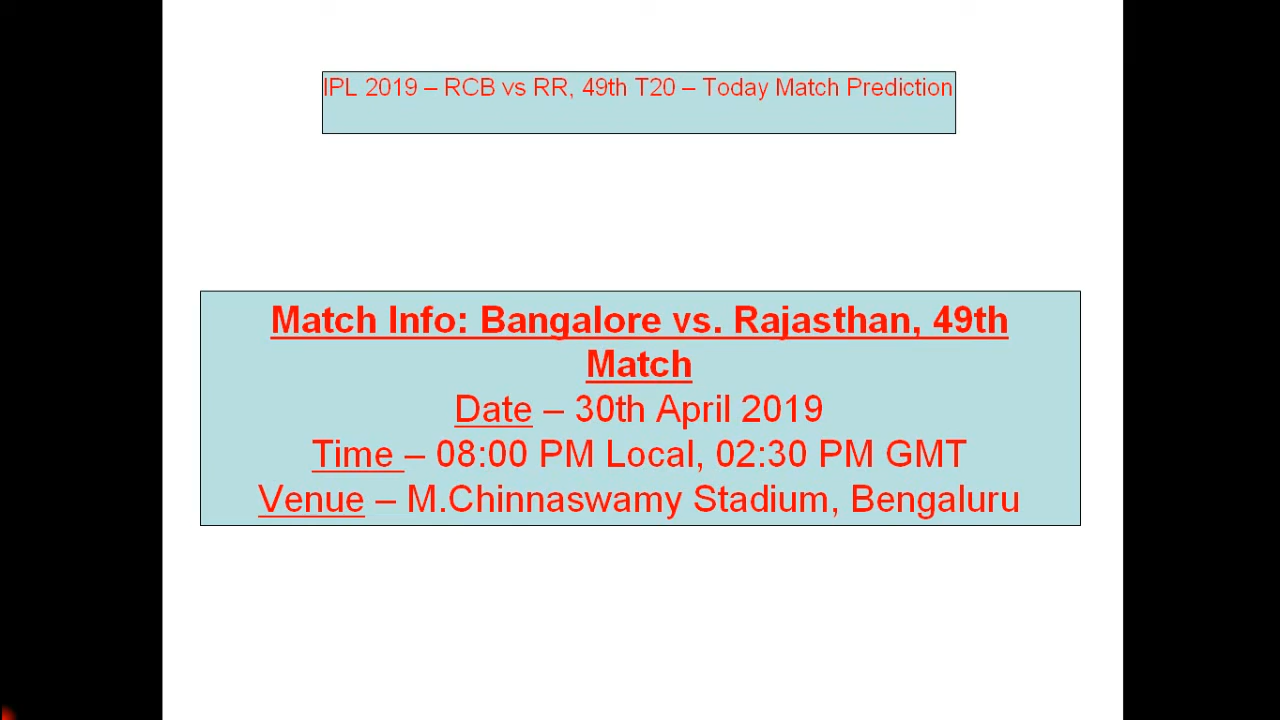 IPL 2019 – RCB vs RR, 49th T20 – Today Match Prediction
Match Info: Bangalore vs. Rajasthan, 49th
Match
Date – 30th April 2019
Time – 08:00 PM Local, 02:30 PM GMT
Venue – M.Chinnaswamy Stadium, Bengaluru